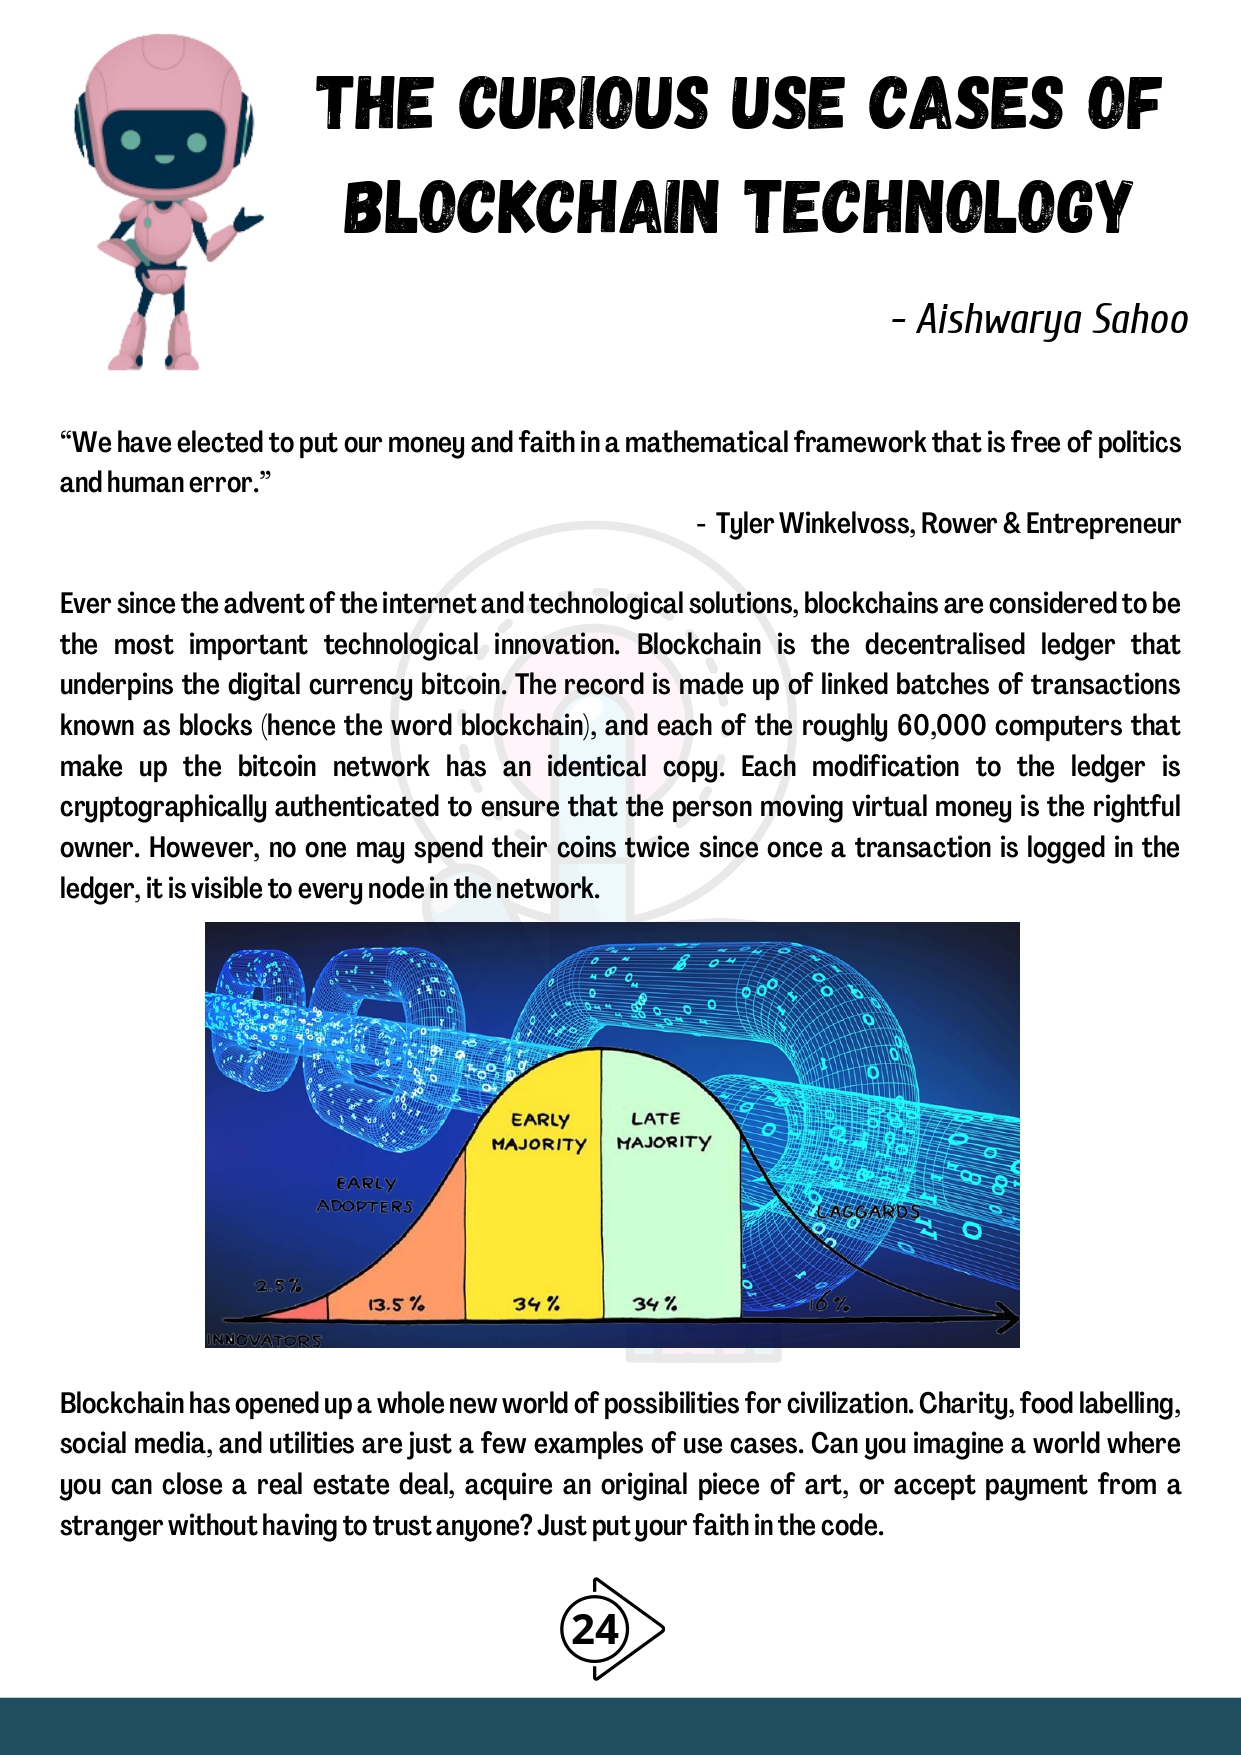 THE CURIOUS USE CASES OF
BLOCKCHAIN TECHNOLOGY
- Aishwarya Sahoo
“We have elected to put our money and faith in a mathematical framework that is free of politics
and human error.”
- Tyler Winkelvoss, Rower & Entrepreneur
Ever since the advent of the internet and technological solutions, blockchains are considered to be
the most important technological innovation. Blockchain is the decentralised ledger that
underpins the digital currency bitcoin. The record is made up of linked batches of transactions
known as blocks (hence the word blockchain), and each of the roughly 60,000 computers that
make up the bitcoin network has an identical copy. Each modification to the ledger is
cryptographically authenticated to ensure that the person moving virtual money is the rightful
owner. However, no one may spend their coins twice since once a transaction is logged in the
ledger, it is visible to every node in the network.
EARLY
MAJORITY
LATE
MAJORITY
EARLY
ADOPTERS
LAGGARDS
2.5%
13.5%
34%
34%
16%
INNOVATORS
Blockchain has opened up a whole new world of possibilities for civilization. Charity, food labelling,
social media, and utilities are just a few examples of use cases. Can you imagine a world where
you can close a real estate deal, acquire an original piece of art, or accept payment from a
stranger without having to trust anyone? Just put your faith in the code.
24